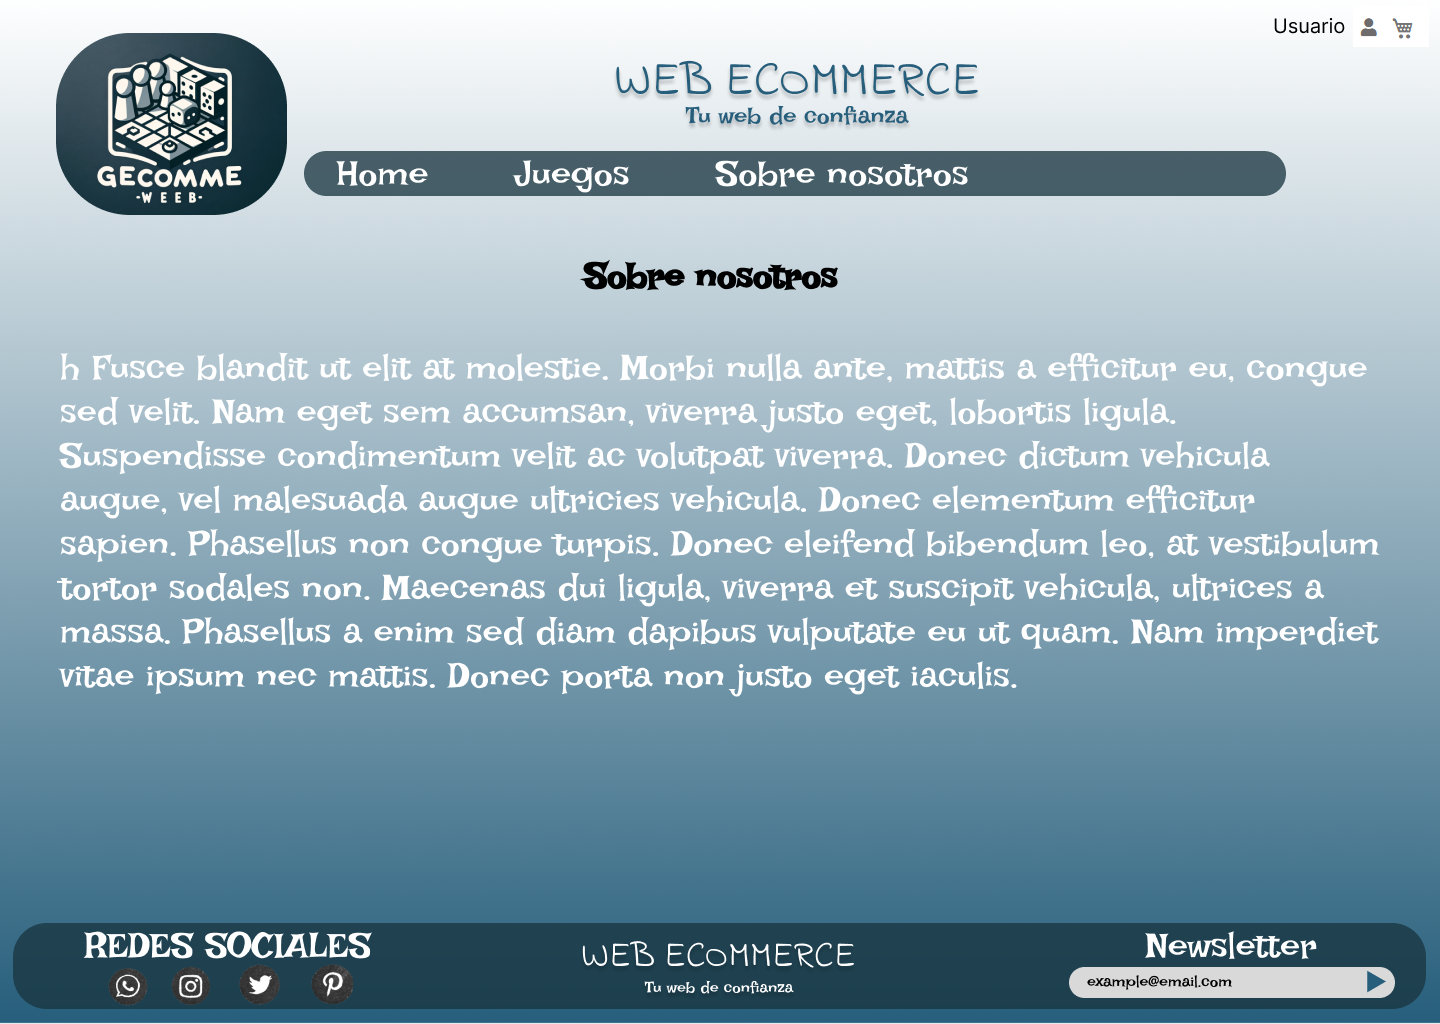 Usuario
GECOMME
-WEEB-
WEB ECOMMERCE
Tu web de confianza
Home Juegos Sobre nosotros
Sobre nosotros
h Fusce blandit ut elit at molestie. Morbi nulla ante, mattis a efficitur eu, congue
sed velit. Nam eget sem accumsan, viverra justo eget, lobortis ligula.
Suspendisse condimentum velit ac volutpat viverra. Donec dictum vehicula
augue, vel malesuada augue ultricies vehicula. Donec elementum efficitur
sapien. Phasellus non congue turpis. Donec eleifend bibendum leo, at vestibulum
tortor sodales non. Maecenas dui ligula, viverra et suscipit vehicula, ultrices a
massa. Phasellus a enim sed diam dapibus vulputate eu ut quam. Nam imperdiet
vitae ipsum nec mattis. Donec porta non justo eget iaculis.
REDES SOCIALES
WEB ECOMMERCE
Tu web de confianza
Newsletter
example@email.com